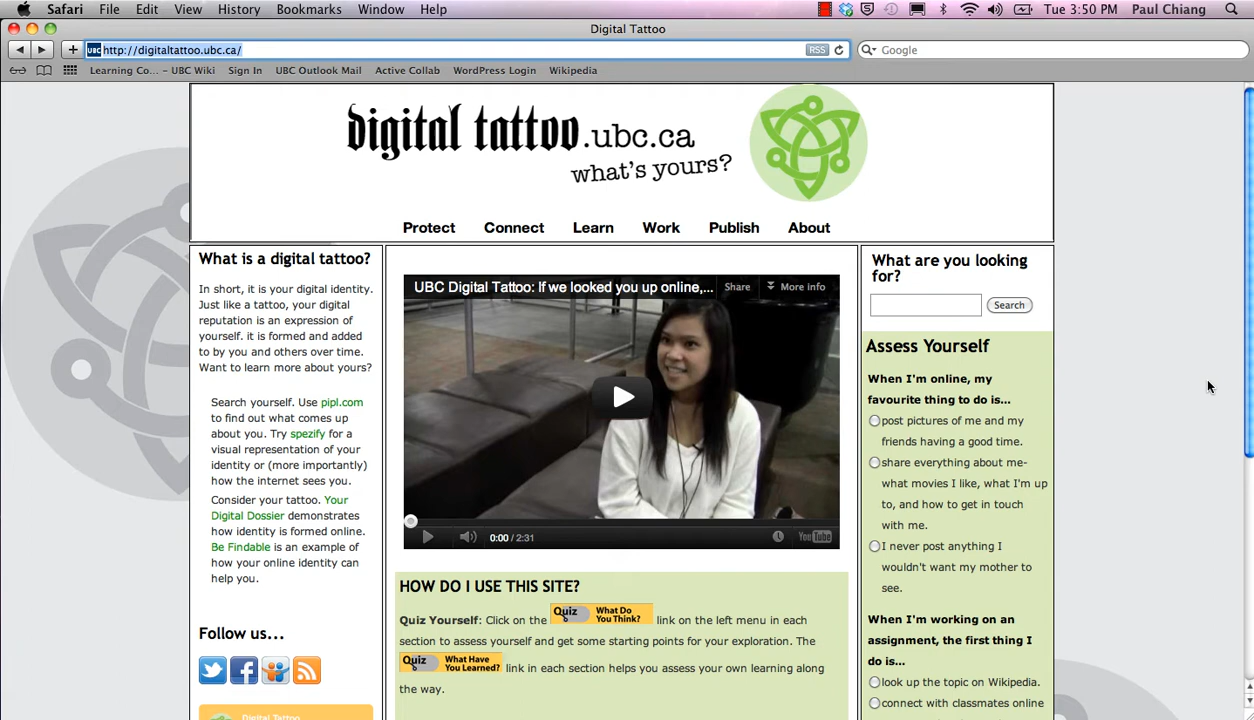 Safari File Edit View History Bookmarks Window Help Tue 3:50 PM Paul Chiang
Digital Tattoo
UBC http://digitaltattoo.ubc.ca/ RSS Google
Learning Co... – UBC Wiki Sign In UBC Outlook Mail Active Collab WordPress Login Wikipedia
digital tattoo.ubc.ca
what's yours?
Protect Connect Learn Work Publish About
What is a digital tattoo?
In short, it is your digital identity.
Just like a tattoo, your digital
reputation is an expression of
yourself. it is formed and added
to by you and others over time.
Want to learn more about yours?
Search yourself. Use pipl.com
to find out what comes up
about you. Try spezify for a
visual representation of your
identity or (more importantly)
how the internet sees you.
Consider your tattoo. Your
Digital Dossier demonstrates
how identity is formed online.
Be Findable is an example of
how your online identity can
help you.
Follow us...
Digital Tattoo
UBC Digital Tattoo: If we looked you up online,... Share More info
0:00 / 2:31 YouTube
HOW DO I USE THIS SITE?
Quiz Yourself: Click on the Quiz What Do You Think? link on the left menu in each
section to assess yourself and get some starting points for your exploration. The
Quiz What Have You Learned? link in each section helps you assess your own learning along
the way.
What are you looking
for?
Search
Assess Yourself
When I'm online, my
favourite thing to do is...
post pictures of me and my
friends having a good time.
share everything about me-
what movies I like, what I'm up
to, and how to get in touch
with me.
I never post anything I
wouldn't want my mother to
see.
When I'm working on an
assignment, the first thing I
do is...
look up the topic on Wikipedia.
connect with classmates online